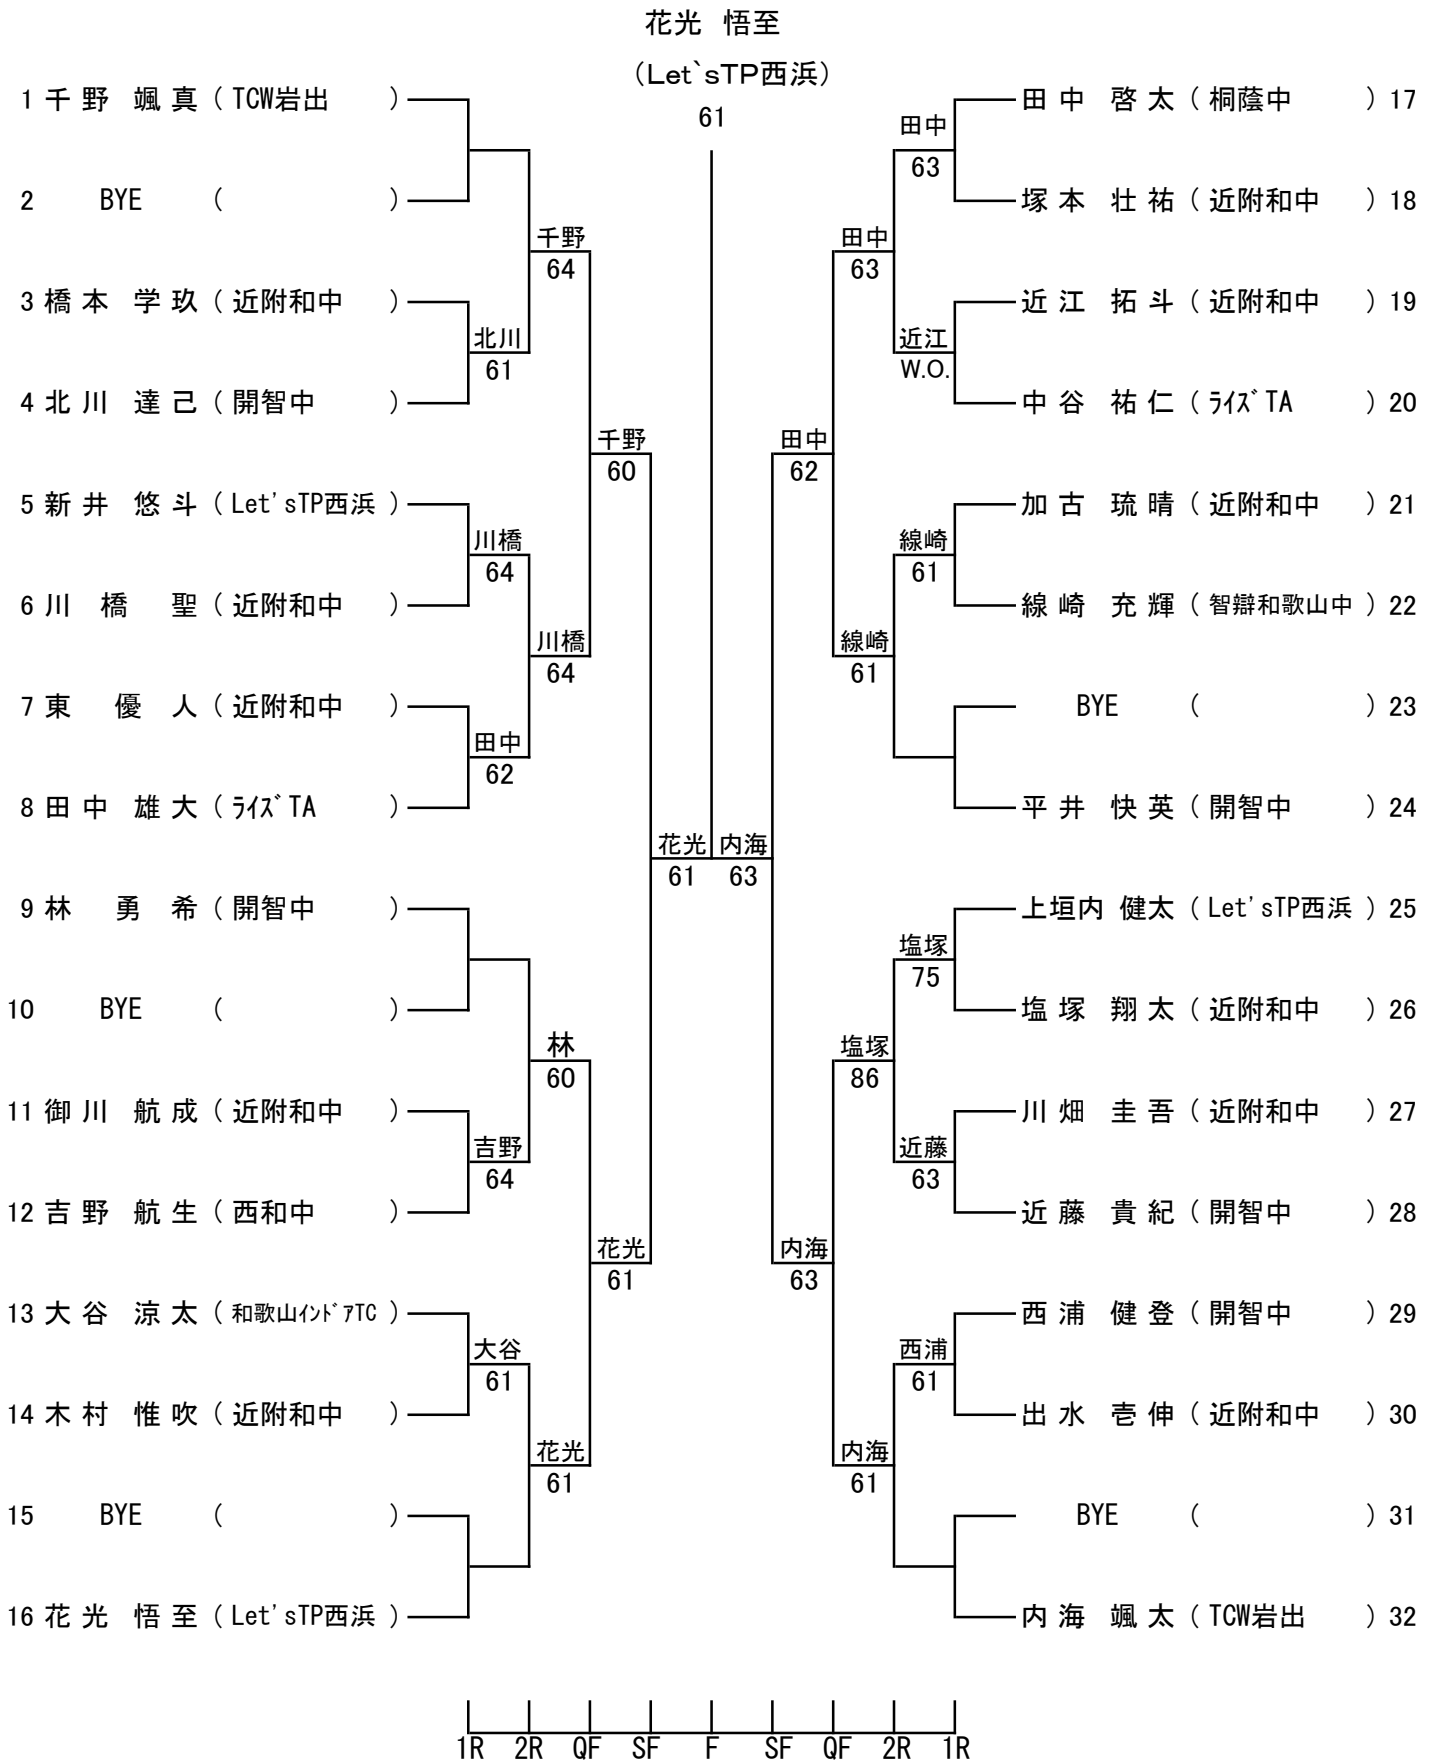 花光 悟至
(Let`sTP西浜)
61
1 千野 颯真 ( TCW岩出 )
2 BYE ( )
千野
64
3 橋本 学玖 ( 近附和中 )
北川
61
4 北川 達己 ( 開智中 )
千野
60
5 新井 悠斗 ( Let'sTP西浜 )
川橋
64
6 川橋 聖 ( 近附和中 )
川橋
64
7 東 優人 ( 近附和中 )
田中
62
8 田中 雄大 ( ﾗｲｽﾞTA )
花光
61
9 林 勇希 ( 開智中 )
10 BYE ( )
林
60
11 御川 航成 ( 近附和中 )
吉野
64
12 吉野 航生 ( 西和中 )
花光
61
13 大谷 涼太 ( 和歌山ｲﾝﾄﾞｱTC )
大谷
61
14 木村 惟吹 ( 近附和中 )
花光
61
15 BYE ( )
16 花光 悟至 ( Let'sTP西浜 )
田中 啓太 ( 桐蔭中 ) 17
田中
63
塚本 壮祐 ( 近附和中 ) 18
田中
63
近江 拓斗 ( 近附和中 ) 19
近江
W.O.
中谷 祐仁 ( ﾗｲｽﾞTA ) 20
田中
62
加古 琉晴 ( 近附和中 ) 21
線崎
61
線崎 充輝 ( 智辯和歌山中 ) 22
線崎
61
BYE ( ) 23
平井 快英 ( 開智中 ) 24
内海
63
上垣内 健太 ( Let'sTP西浜 ) 25
塩塚
75
塩塚 翔太 ( 近附和中 ) 26
塩塚
86
川畑 圭吾 ( 近附和中 ) 27
近藤
63
近藤 貴紀 ( 開智中 ) 28
内海
63
西浦 健登 ( 開智中 ) 29
西浦
61
出水 壱伸 ( 近附和中 ) 30
内海
61
BYE ( ) 31
内海 颯太 ( TCW岩出 ) 32
1R 2R QF SF F SF QF 2R 1R